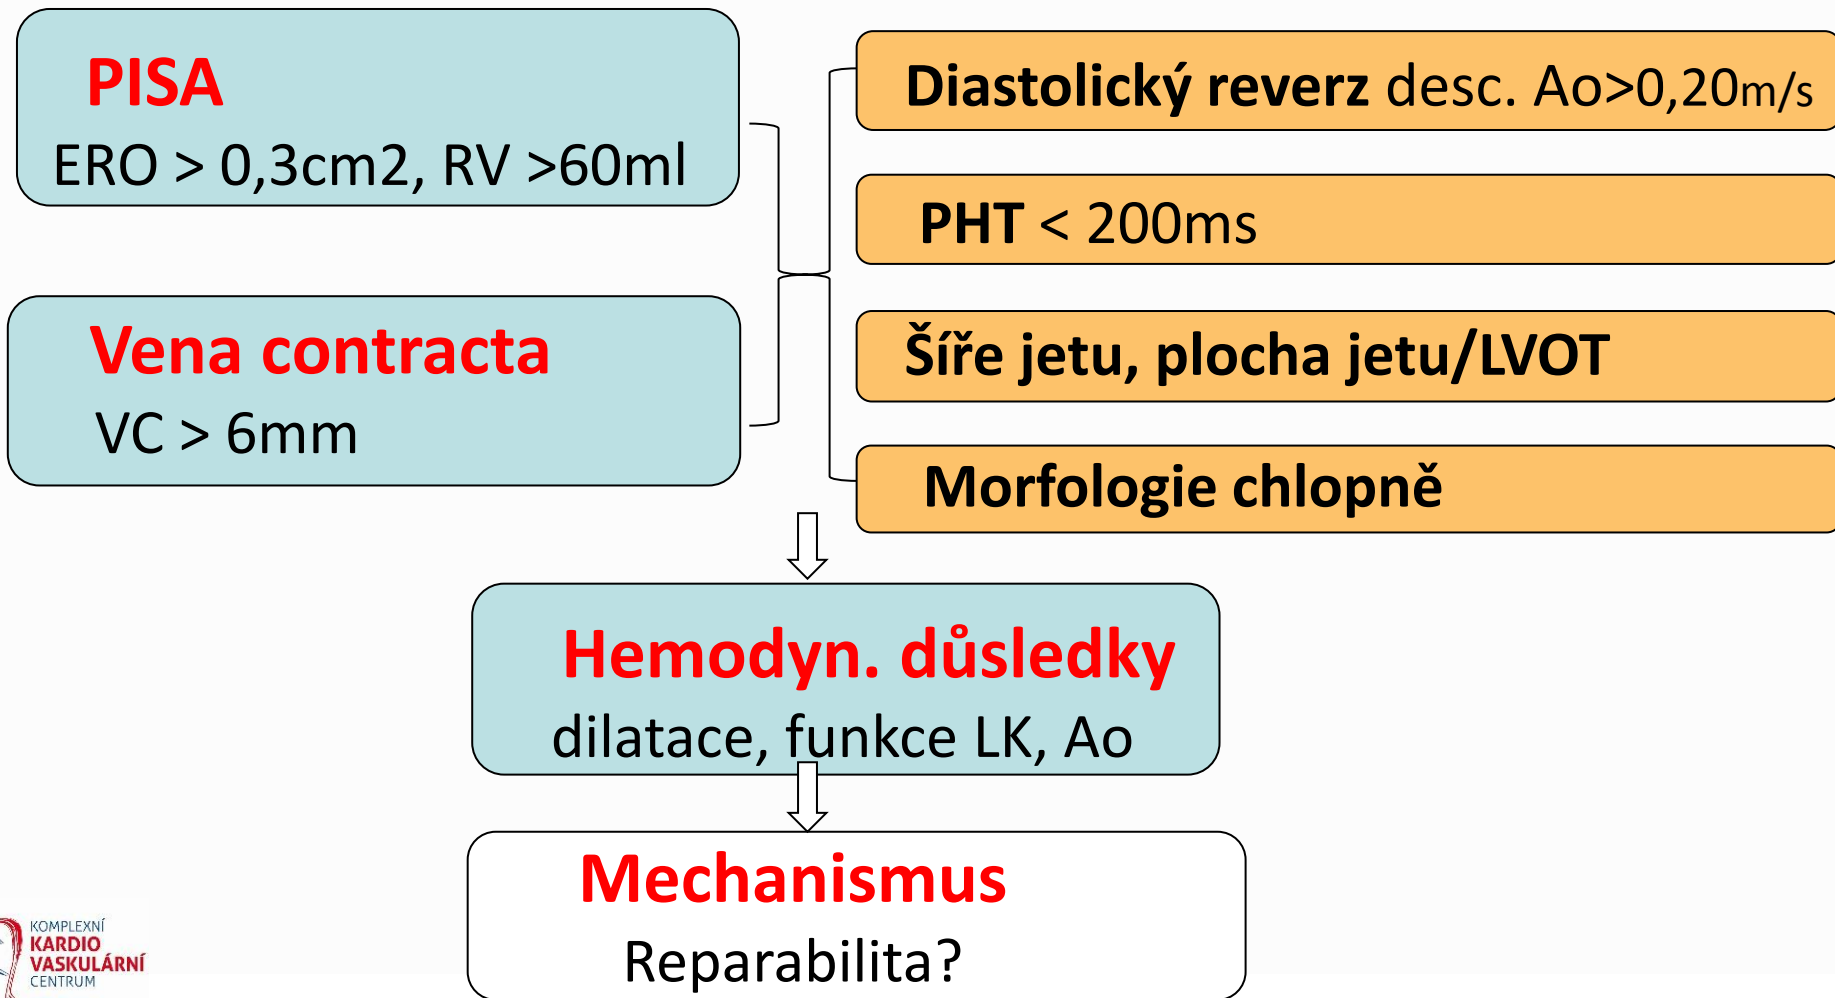 PISA
ERO > 0,3cm2, RV >60ml
Vena contracta
VC > 6mm
Diastolický reverz desc. Ao>0,20m/s
PHT < 200ms
Šíře jetu, plocha jetu/LVOT
Morfologie chlopně
Hemodyn. důsledky
dilatace, funkce LK, Ao
Mechanismus
Reparabilita?
KOMPLEXNÍ
KARDIO
VASKULÁRNÍ
CENTRUM